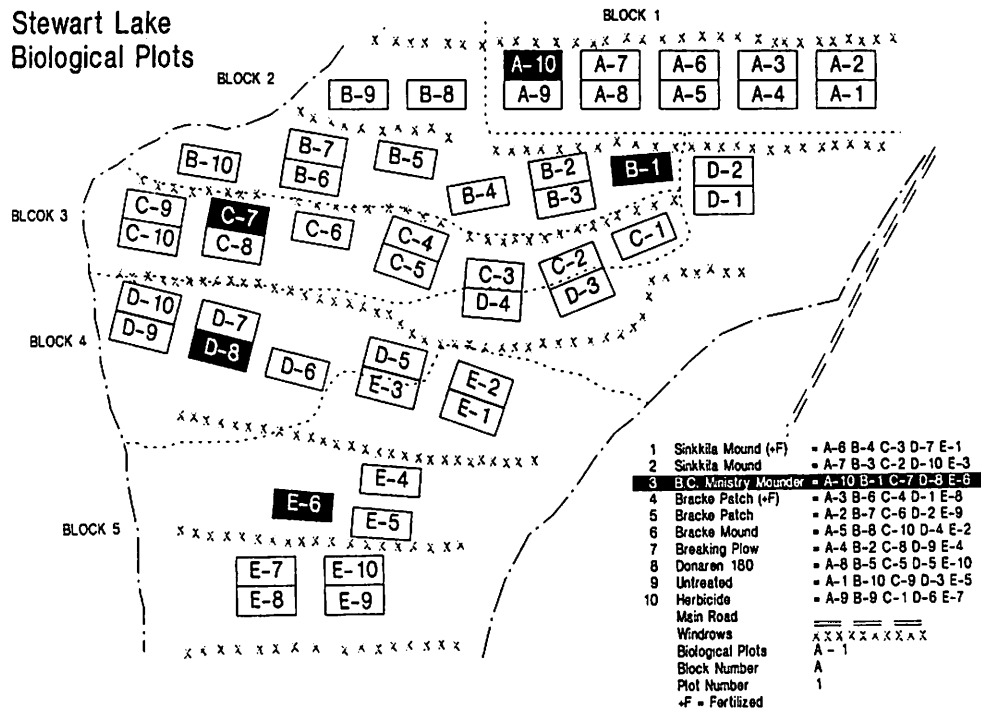 Stewart Lake
Biological Plots
BLOCK 1
BLOCK 2
A-10 A-7 A-6 A-3 A-2
A-9 A-8 A-5 A-4 A-1
B-9 B-8
B-7
B-6
B-5
B-10
B-4
B-2
B-3
B-1
D-2
D-1
BLCOK 3
C-9
C-10
C-7
C-8
C-6
C-4
C-5
C-3
D-4
C-2
D-3
C-1
BLOCK 4
D-10
D-9
D-7
D-8
D-6
D-5
E-3
E-2
E-1
BLOCK 5
E-4
E-6
E-5
E-7 E-10
E-8 E-9
1 Sinkkila Mound (+F) = A-6 B-4 C-3 D-7 E-1
2 Sinkkila Mound = A-7 B-3 C-2 D-10 E-3
3 B.C. Ministry Mounder = A-10 B-1 C-7 D-8 E-6
4 Bracke Patch (+F) = A-3 B-6 C-4 D-1 E-8
5 Bracke Patch = A-2 B-7 C-6 D-2 E-9
6 Bracke Mound = A-5 B-8 C-10 D-4 E-2
7 Breaking Plow = A-4 B-2 C-8 D-9 E-4
8 Donaren 180 = A-8 B-5 C-5 D-5 E-10
9 Untreated = A-1 B-10 C-9 D-3 E-5
10 Herbicide = A-9 B-9 C-1 D-6 E-7
Main Road
Windrows
Biological Plots A - 1
Block Number A
Plot Number 1
+F = Fertilized